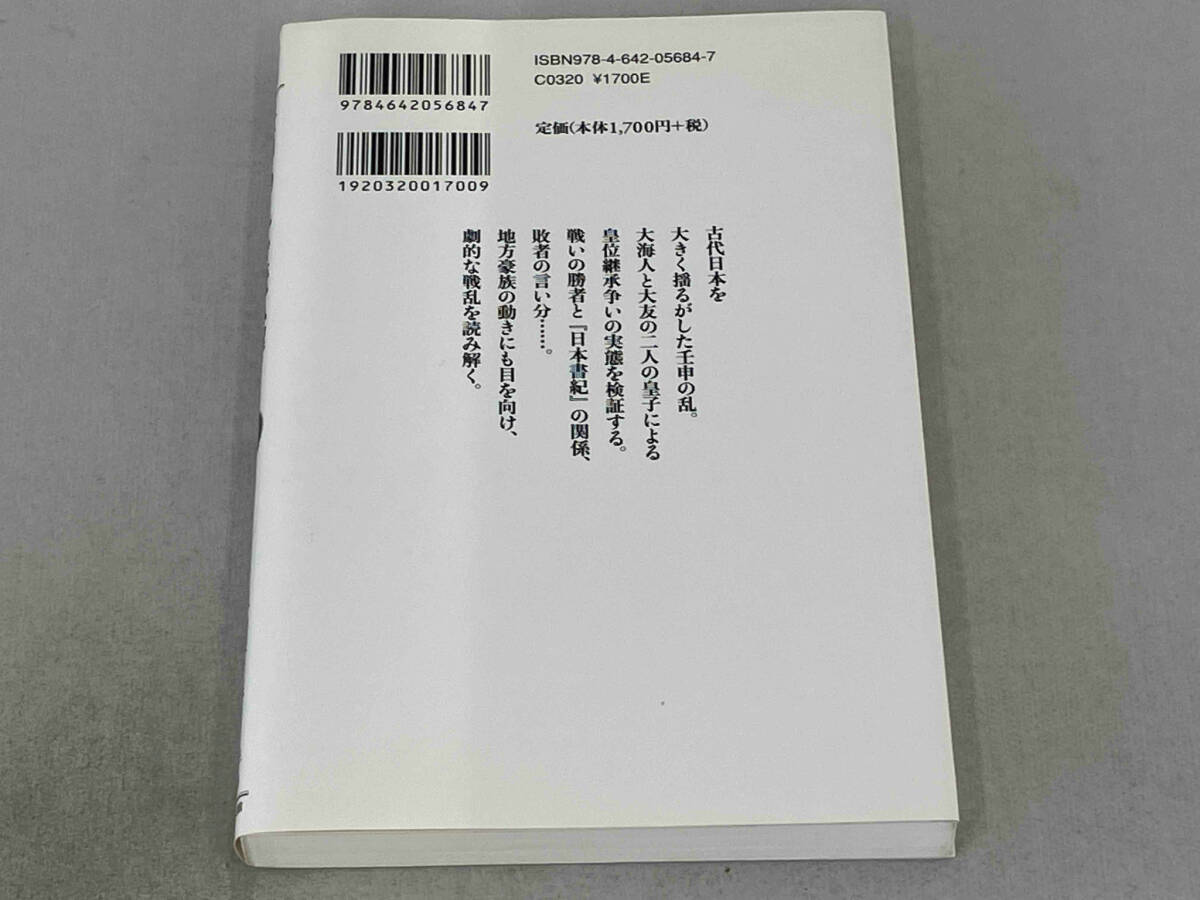 ISBN978-4-642-05684-7
C0320 ¥1700E
9784642056847
定価(本体1,700円+税)
1920320017009
古代日本を
大きく揺るがした壬申の乱。
大海人と大友の二人の皇子による
皇位継承争いの実態を検証する。
戦いの勝者と『日本書紀』の関係、
敗者の言い分……。
地方豪族の動きにも目を向け、
劇的な戦乱を読み解く。